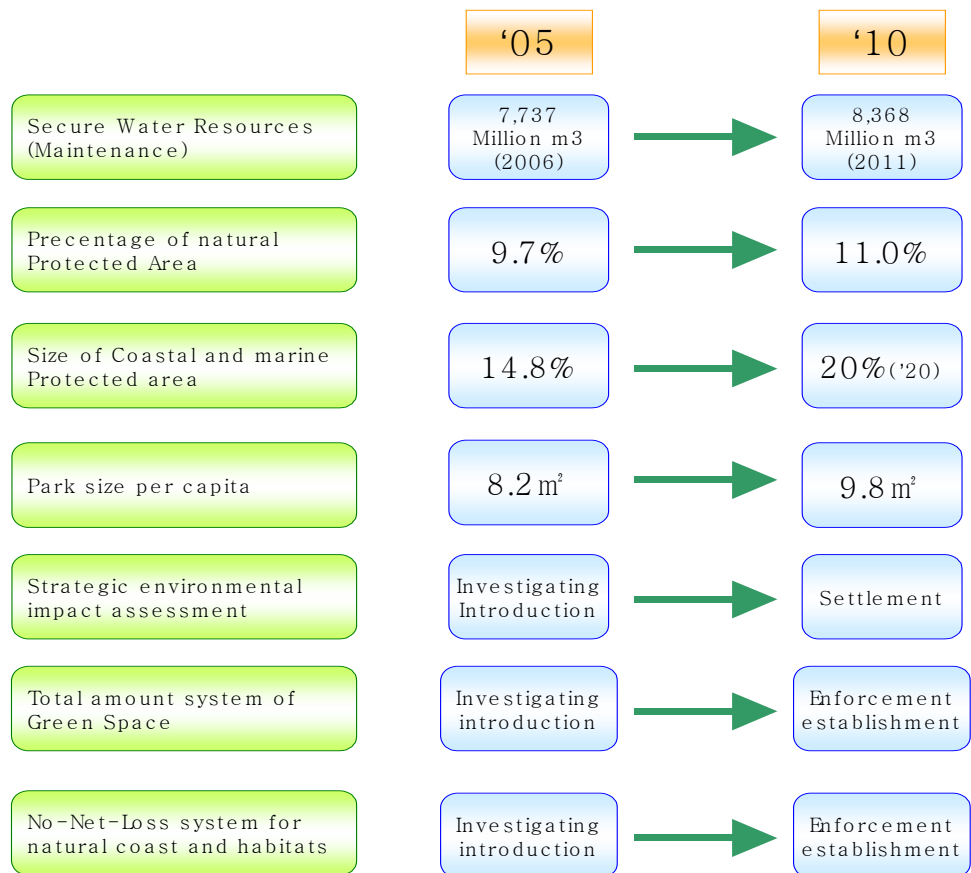 ‘05
‘10
Secure Water Resources
(Maintenance)
7,737
Million m3
(2006)
8,368
Million m3
(2011)
Precentage of natural
Protected Area
9.7%
11.0%
Size of Coastal and marine
Protected area
14.8%
20%(’20)
Park size per capita
8.2㎡
9.8㎡
Strategic environmental
impact assessment
Investigating
Introduction
Settlement
Total amount system of
Green Space
Investigating
introduction
Enforcement
establishment
No-Net-Loss system for
natural coast and habitats
Investigating
introduction
Enforcement
establishment